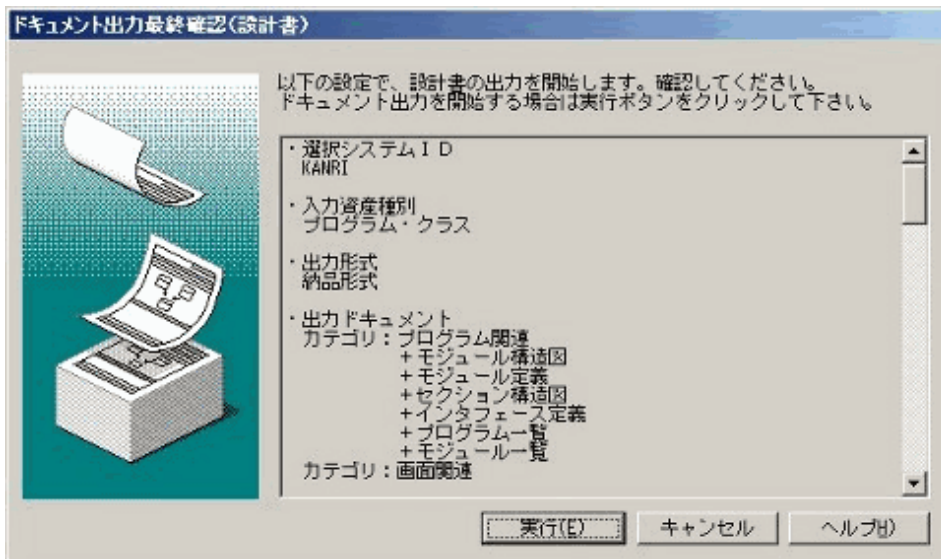 ドキュメント出力最終確認(設計書)
以下の設定で、設計書の出力を開始します。確認してください。
ドキュメント出力を開始する場合は実行ボタンをクリックして下さい。
・選択システムＩＤ
KANRI
・入力資産種別
プログラム・クラス
・出力形式
納品形式
・出力ドキュメント
カテゴリ：プログラム関連
＋モジュール構造図
＋モジュール定義
＋セクション構造図
＋インタフェース定義
＋プログラム一覧
＋モジュール一覧
カテゴリ：画面関連
実行(E)
キャンセル
ヘルプ(H)